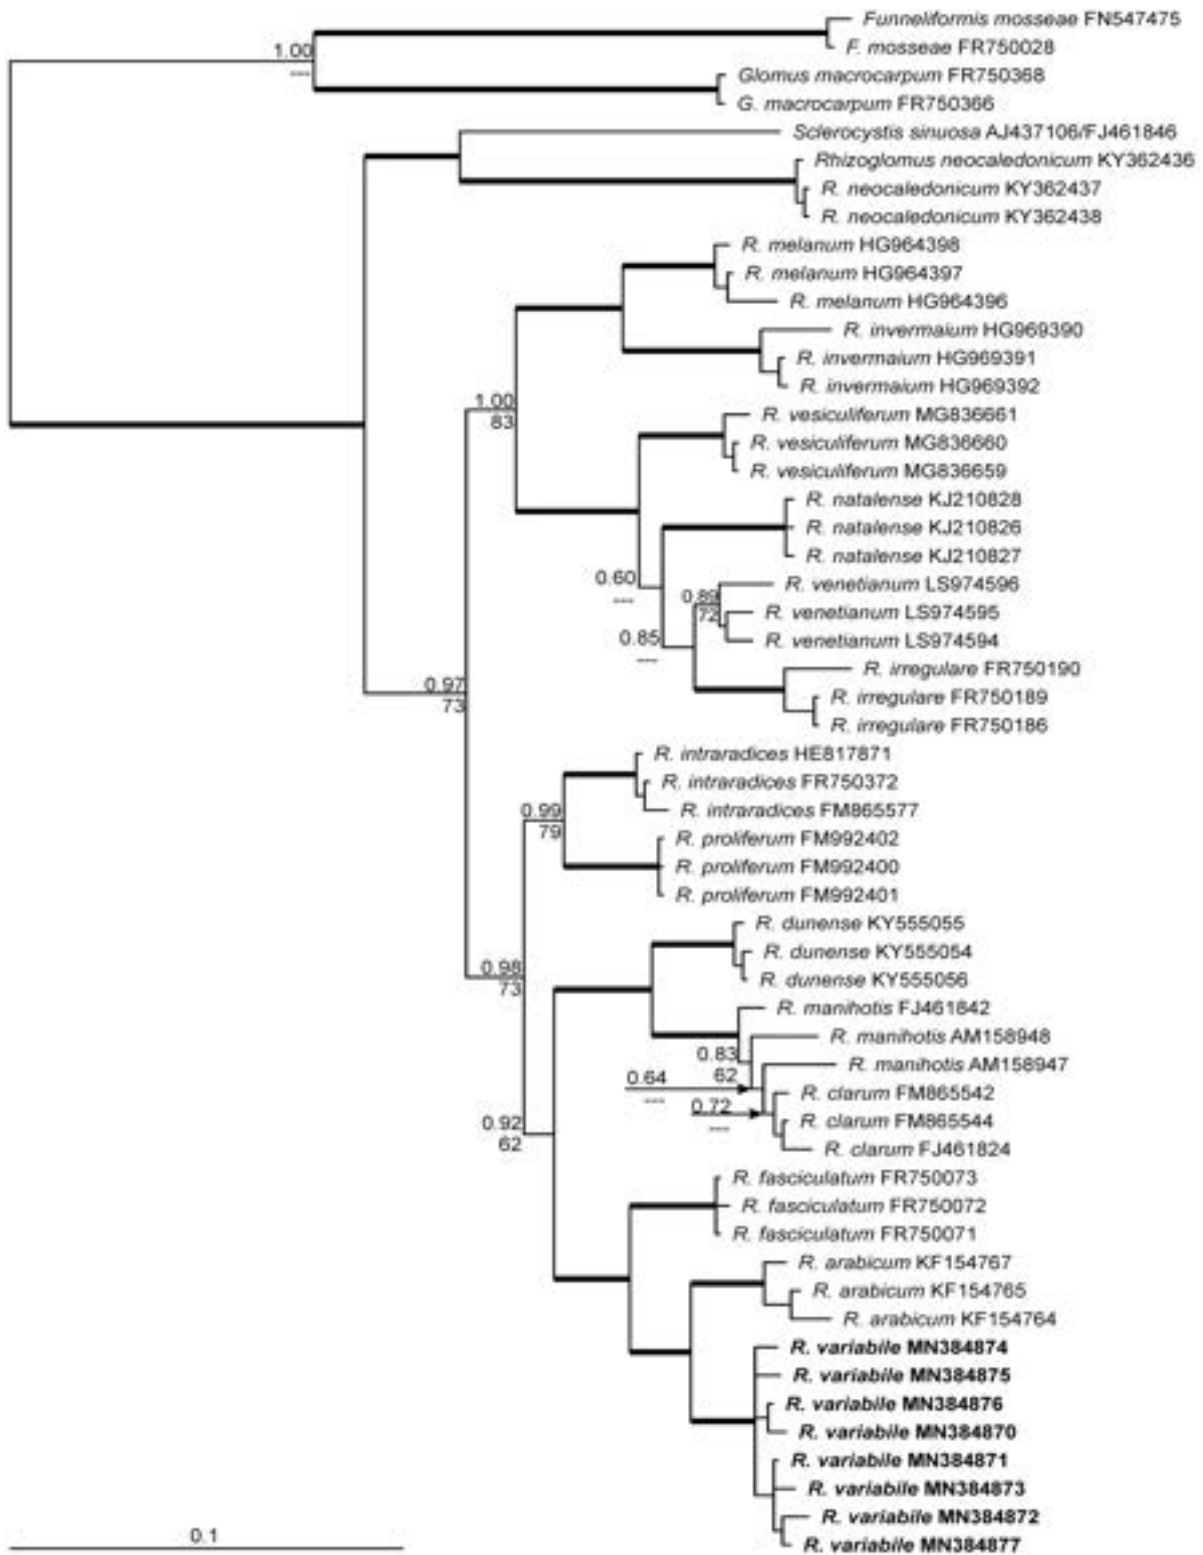 Funneliformis mosseae FN547475
F. mosseae FR750028
1.00
---
Glomus macrocarpum FR750368
G. macrocarpum FR750366
Sclerocystis sinuosa AJ437106/FJ461846
Rhizoglomus neocaledonicum KY362436
R. neocaledonicum KY362437
R. neocaledonicum KY362438
R. melanum HG964398
R. melanum HG964397
R. melanum HG964396
R. invermaium HG969390
R. invermaium HG969391
R. invermaium HG969392
1.00
83
R. vesiculiferum MG836661
R. vesiculiferum MG836660
R. vesiculiferum MG836659
R. natalense KJ210828
R. natalense KJ210826
R. natalense KJ210827
0.60
---
R. venetianum LS974596
0.89
72
R. venetianum LS974595
0.85
---
R. venetianum LS974594
R. irregulare FR750190
0.97
73
R. irregulare FR750189
R. irregulare FR750186
R. intraradices HE817871
R. intraradices FR750372
R. intraradices FM865577
0.99
79
R. proliferum FM992402
R. proliferum FM992400
R. proliferum FM992401
R. dunense KY555055
R. dunense KY555054
0.98
73
R. dunense KY555056
R. manihotis FJ461842
R. manihotis AM158948
0.83
62
R. manihotis AM158947
0.64
---
R. clarum FM865542
0.72
---
R. clarum FM865544
0.92
62
R. clarum FJ461824
R. fasciculatum FR750073
R. fasciculatum FR750072
R. fasciculatum FR750071
R. arabicum KF154767
R. arabicum KF154765
R. arabicum KF154764
R. variabile MN384874
R. variabile MN384875
R. variabile MN384876
R. variabile MN384870
R. variabile MN384871
R. variabile MN384873
R. variabile MN384872
R. variabile MN384877
0.1